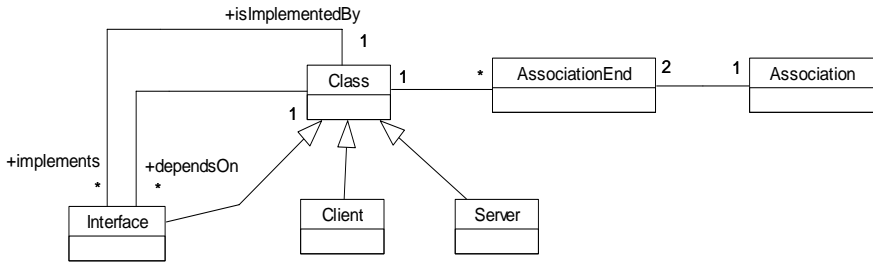 +isImplementedBy
1
Class
1
*
AssociationEnd
2
1
Association
1
+implements
*
+dependsOn
*
Interface
Client
Server